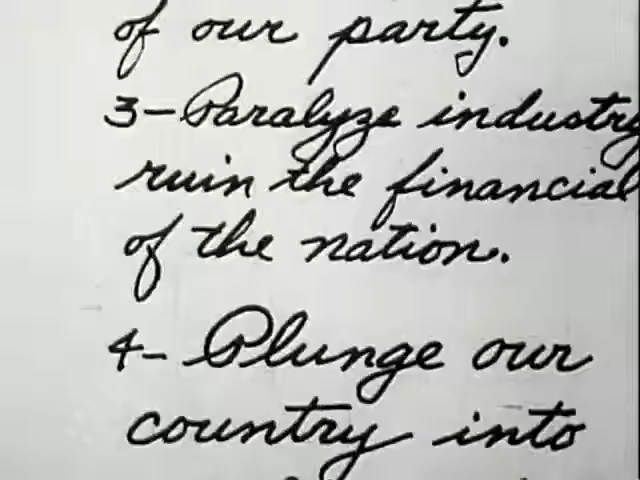 of our party.
3-Paralyze industry
ruin the financial
of the nation.
4- Plunge our
country into